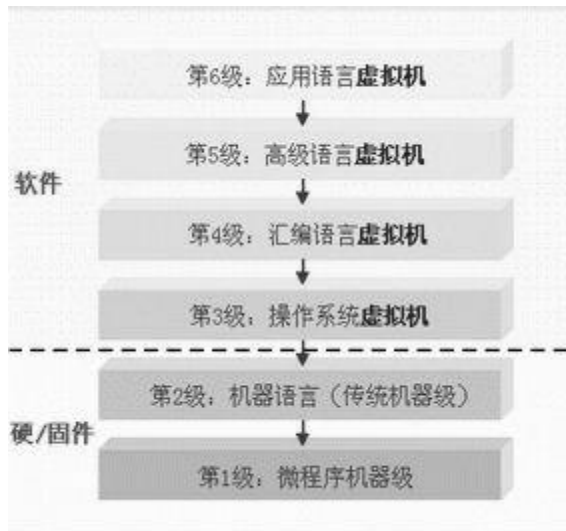 第6级：应用语言虚拟机
第5级：高级语言虚拟机
软件
第4级：汇编语言虚拟机
第3级：操作系统虚拟机
第2级：机器语言（传统机器级）
硬/固件
第1级：微程序机器级